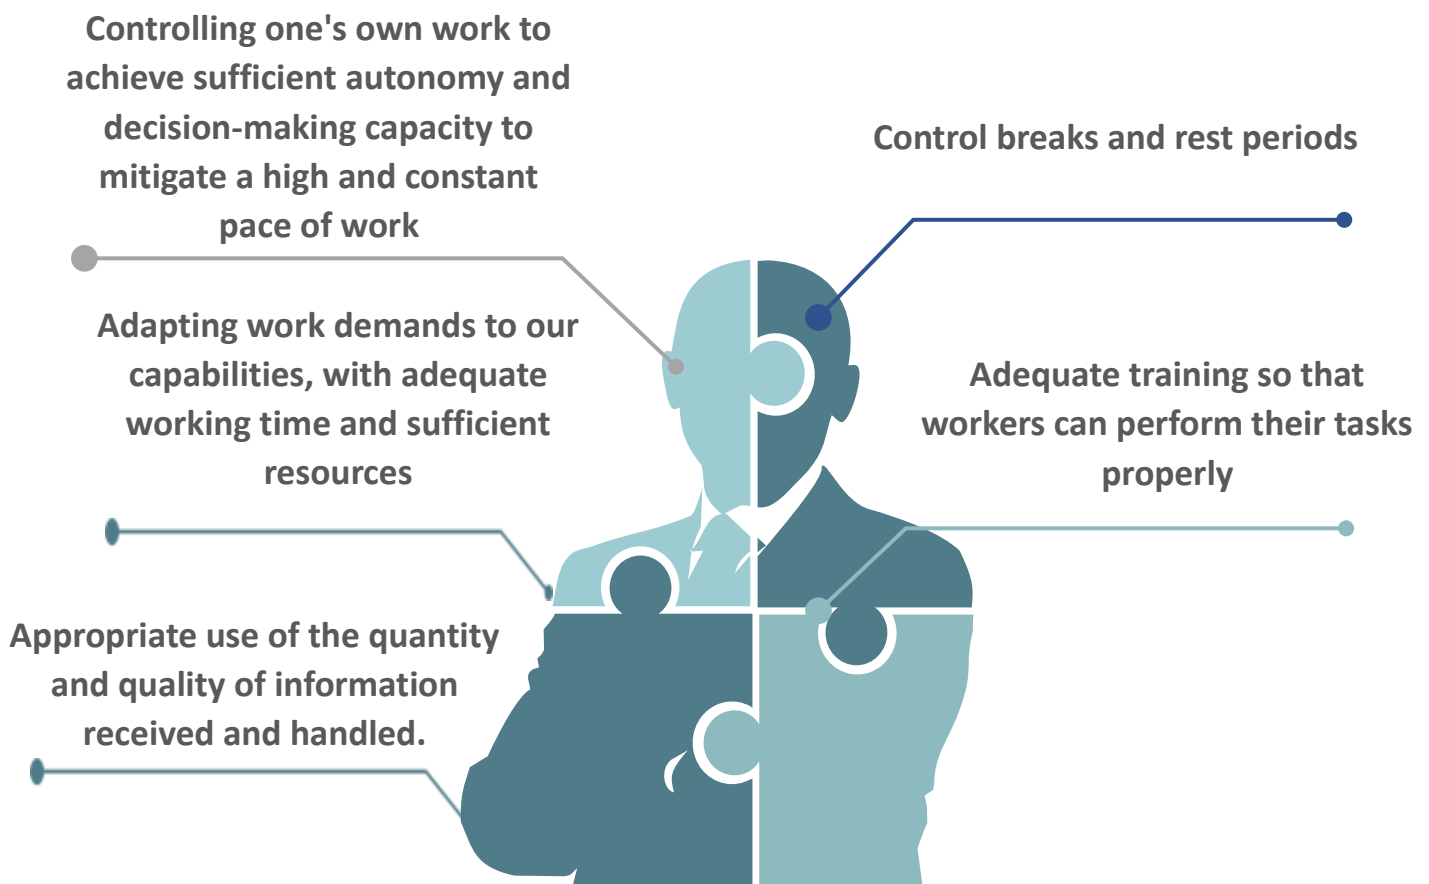 Controlling one's own work to
achieve sufficient autonomy and
decision-making capacity to
mitigate a high and constant
pace of work
Control breaks and rest periods
Adapting work demands to our
capabilities, with adequate
working time and sufficient
resources
Adequate training so that
workers can perform their tasks
properly
Appropriate use of the quantity
and quality of information
received and handled.